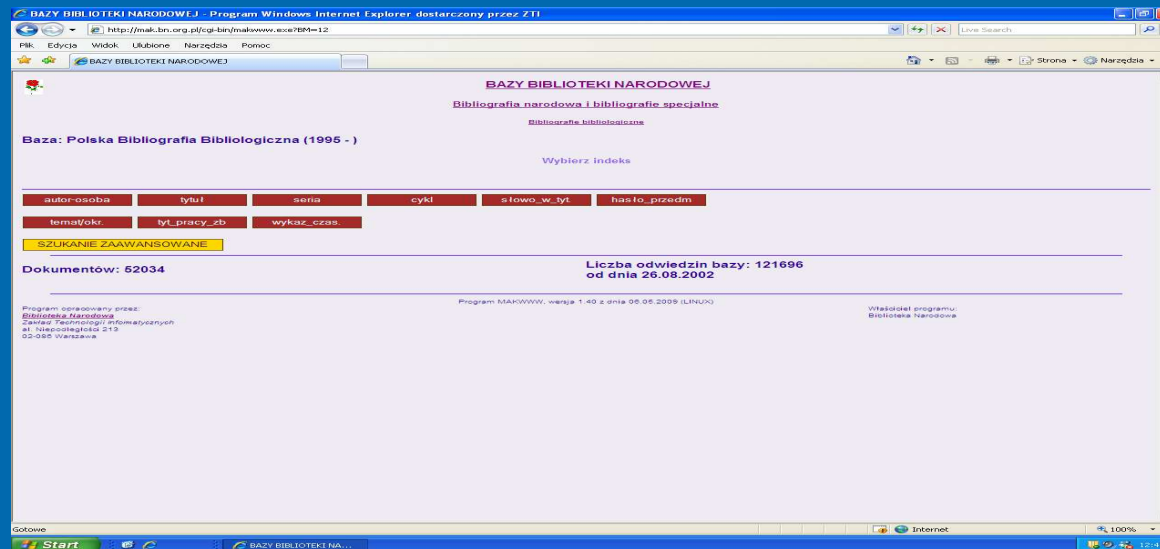 BAZY BIBLIOTEKI NARODOWEJ - Program Windows Internet Explorer dostarczony przez ZTI
http://mak.bn.org.pl/cgi-bin/makwww.exe?BM=12
Live Search
Plik Edycja Widok Ulubione Narzędzia Pomoc
BAZY BIBLIOTEKI NARODOWEJ
Strona Narzędzia
BAZY BIBLIOTEKI NARODOWEJ
Bibliografia narodowa i bibliografie specjalne
Bibliografie bibliologiczne
Baza: Polska Bibliografia Bibliologiczna (1995 - )
Wybierz indeks
autor-osoba tytuł seria cykl słowo_w_tyt. hasło_przedm
temat/okr. tyt_pracy_zb wykaz_czas.
SZUKANIE ZAAWANSOWANE
Dokumentów: 52034
Liczba odwiedzin bazy: 121696
od dnia 26.08.2002
Program MAKWWW, wersja 1.40 z dnia 06.05.2009 (LINUX)
Program opracowany przez:
Biblioteka Narodowa
Zakład Technologii Informatycznych
al. Niepodległości 213
02-086 Warszawa
Właściciel programu:
Biblioteka Narodowa
Gotowe
Internet
100%
Start
BAZY BIBLIOTEKI NA...